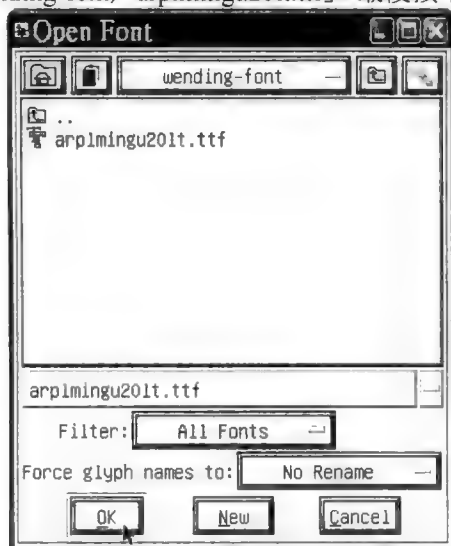 Open Font
wending-font
..
arplmingu20lt.ttf
arplmingu20lt.ttf
Filter: All Fonts
Force glyph names to: No Rename
OK New Cancel